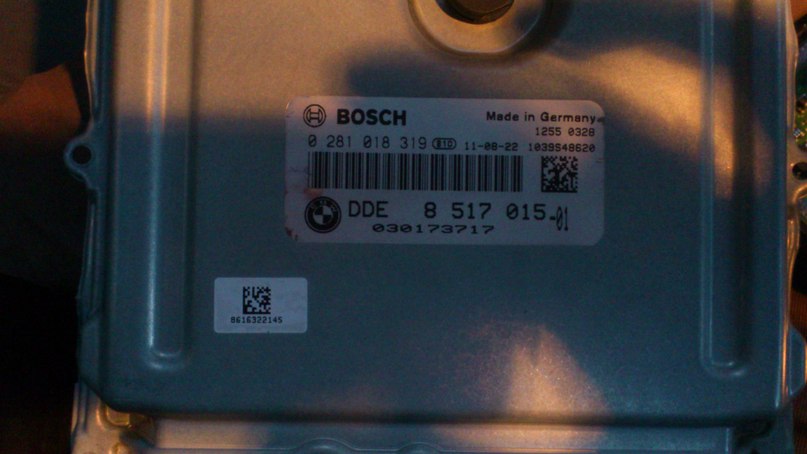 BOSCH Made in Germany
1255 0328
0 281 018 319 810 11-08-22 1039S48620
DDE 8 517 015-01
030173717
8616322145